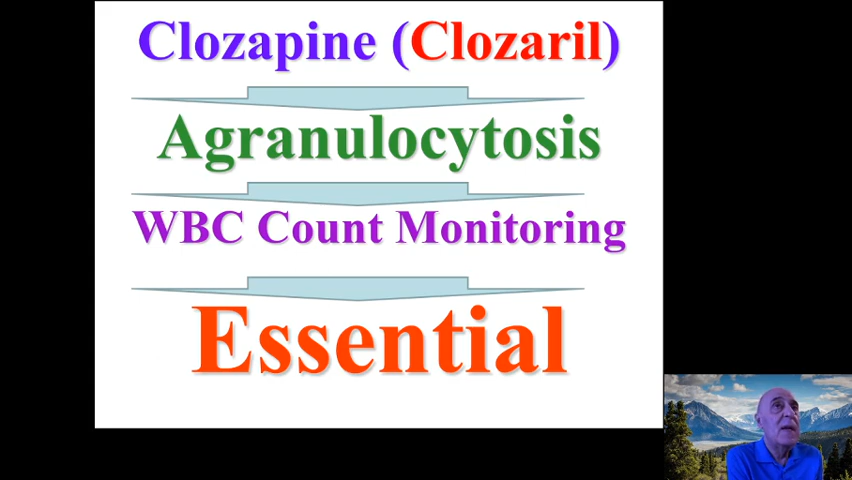 Clozapine (Clozaril)
Agranulocytosis
WBC Count Monitoring
Essential